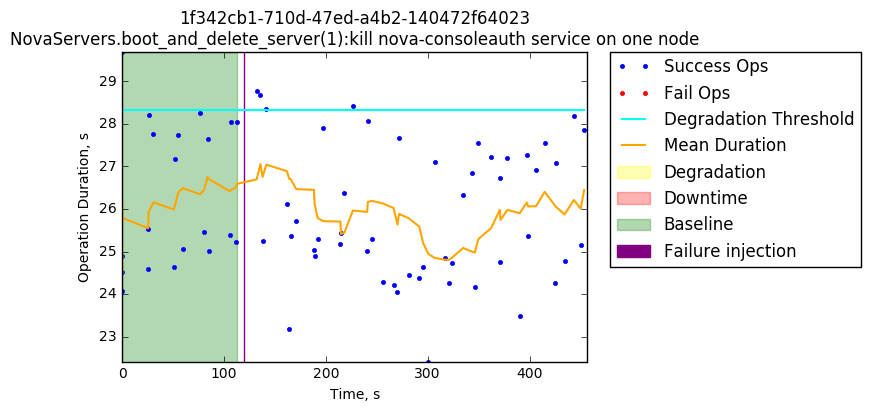 1f342cb1-710d-47ed-a4b2-140472f64023
NovaServers.boot_and_delete_server(1):kill nova-consoleauth service on one node
29
28
27
26
25
24
23
Operation Duration, s
0
200
300
400
Time, s
Success Ops
Fail Ops
Degradation Threshold
Mean Duration
Degradation
Downtime
Baseline
Failure injection